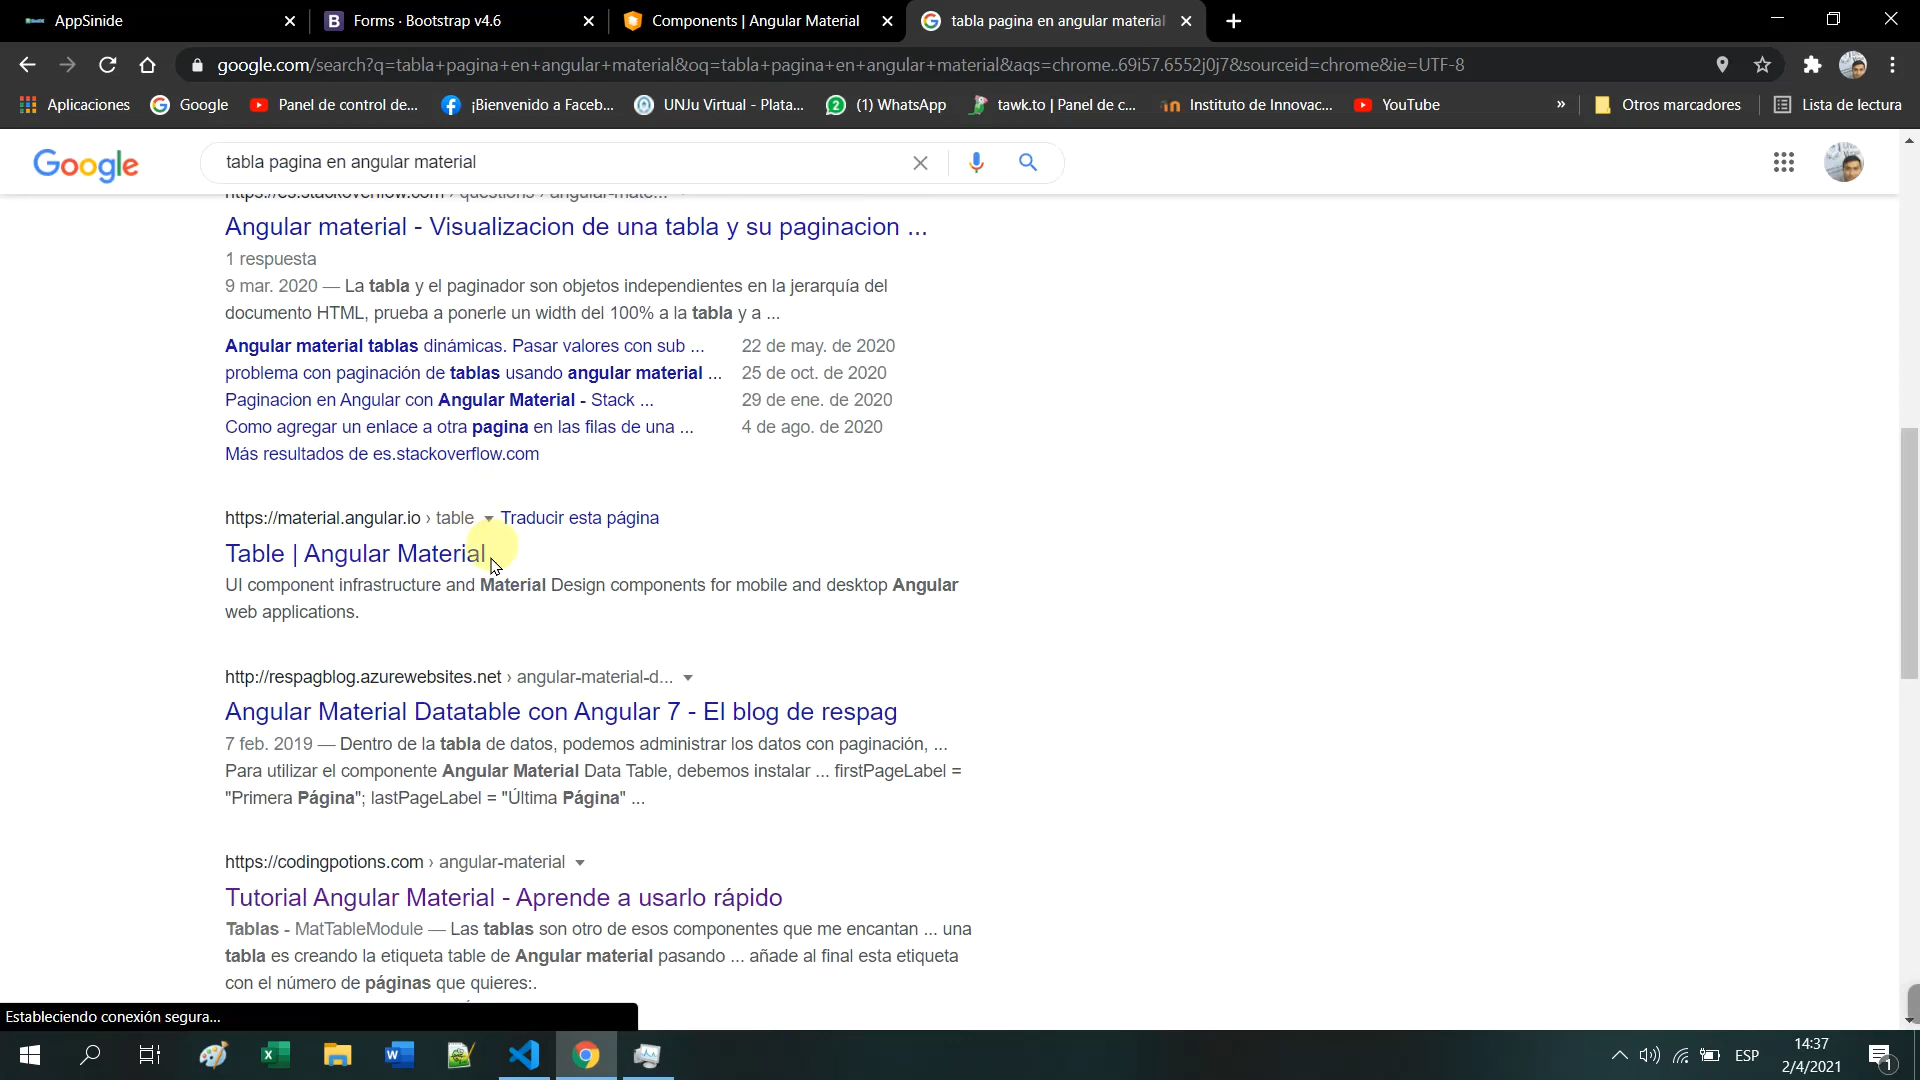 AppSinide
Forms · Bootstrap v4.6
Components | Angular Material
tabla pagina en angular material
google.com/search?q=tabla+pagina+en+angular+material&oq=tabla+pagina+en+angular+material&aqs=chrome..69i57.6552j0j7&sourceid=chrome&ie=UTF-8
Aplicaciones
Google
Panel de control de...
¡Bienvenido a Faceb...
UNJu Virtual - Plata...
(1) WhatsApp
tawk.to | Panel de c...
Instituto de Innovac...
YouTube
»
Otros marcadores
Lista de lectura
Google
tabla pagina en angular material
https://es.stackoverflow.com › questions › angular-mate...
Angular material - Visualizacion de una tabla y su paginacion ...
1 respuesta
9 mar. 2020 — La tabla y el paginador son objetos independientes en la jerarquía del
documento HTML, prueba a ponerle un width del 100% a la tabla y a ...
Angular material tablas dinámicas. Pasar valores con sub ... 22 de may. de 2020
problema con paginación de tablas usando angular material ... 25 de oct. de 2020
Paginacion en Angular con Angular Material - Stack ... 29 de ene. de 2020
Como agregar un enlace a otra pagina en las filas de una ... 4 de ago. de 2020
Más resultados de es.stackoverflow.com
https://material.angular.io › table Traducir esta página
Table | Angular Material
UI component infrastructure and Material Design components for mobile and desktop Angular
web applications.
http://respagblog.azurewebsites.net › angular-material-d...
Angular Material Datatable con Angular 7 - El blog de respag
7 feb. 2019 — Dentro de la tabla de datos, podemos administrar los datos con paginación, ...
Para utilizar el componente Angular Material Data Table, debemos instalar ... firstPageLabel =
"Primera Página"; lastPageLabel = "Última Página" ...
https://codingpotions.com › angular-material
Tutorial Angular Material - Aprende a usarlo rápido
Tablas - MatTableModule — Las tablas son otro de esos componentes que me encantan ... una
tabla es creando la etiqueta table de Angular material pasando ... añade al final esta etiqueta
con el número de páginas que quieres:.
Estableciendo conexión segura...
ESP
14:37
2/4/2021
1